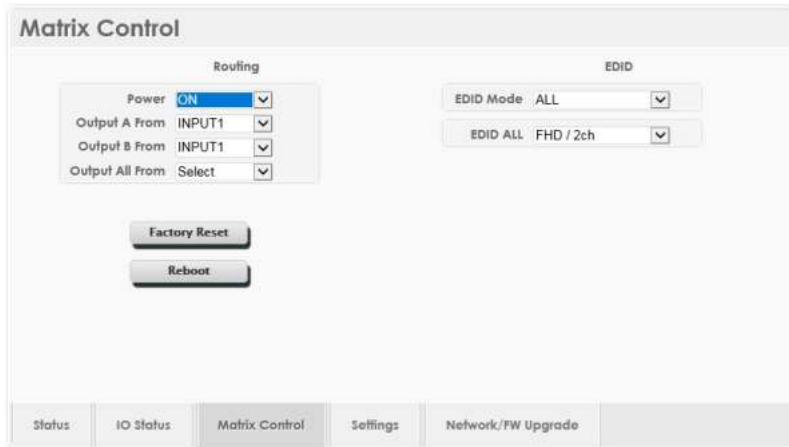 Matrix Control
Routing
Power ON
Output A From INPUT1
Output B From INPUT1
Output All From Select
Factory Reset
Reboot
EDID
EDID Mode ALL
EDID ALL FHD / 2ch
Status IO Status Matrix Control Settings Network/FW Upgrade